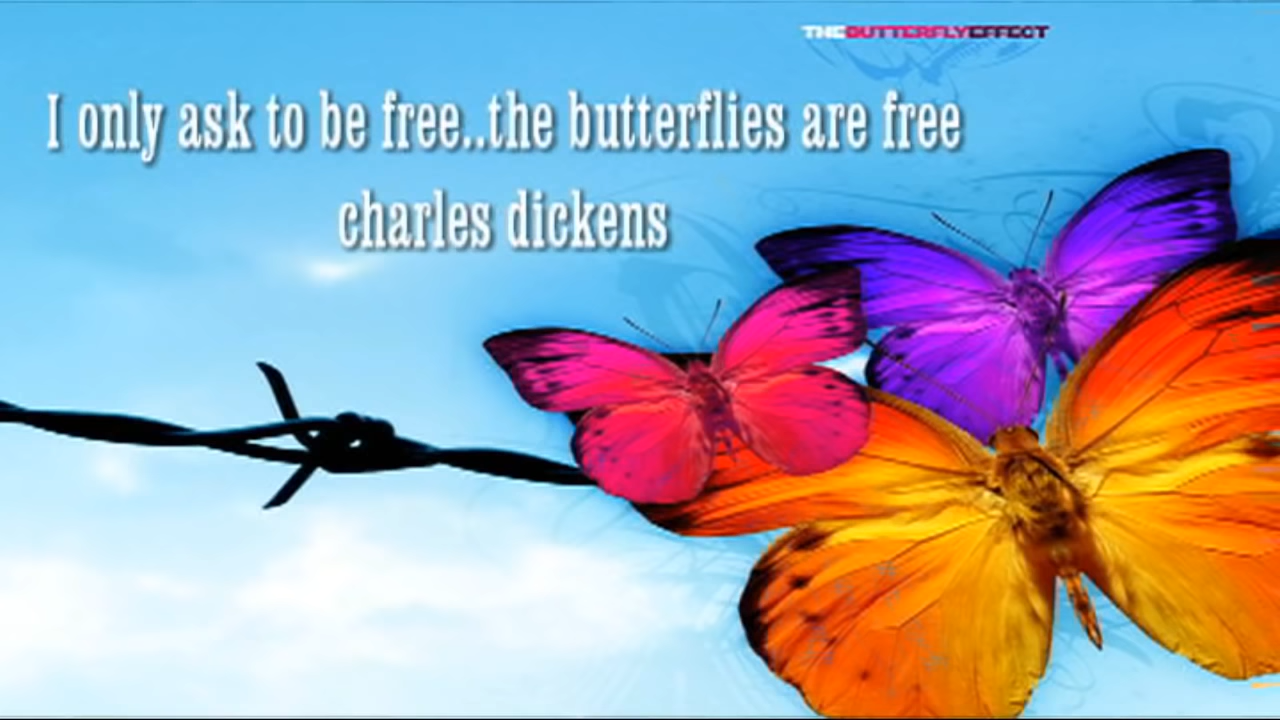 THEBUTTERFLYEFFECT
I only ask to be free..the butterflies are free
charles dickens